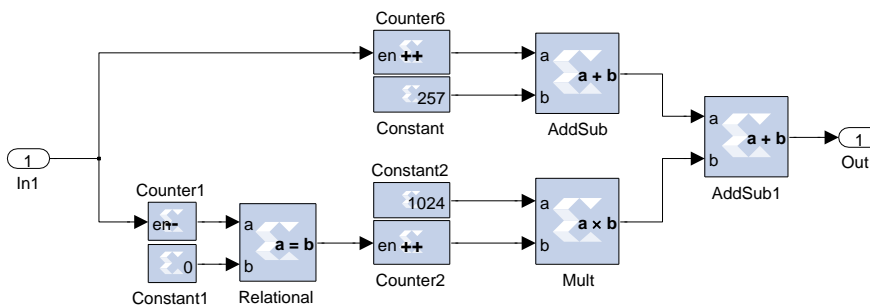 Counter6
en ++
a
a + b
b
257
Constant
AddSub
a
a + b
b
AddSub1
1
In1
1
Out
Counter1
en -
0
Constant1
a
a = b
b
Relational
Constant2
1024
en ++
Counter2
a
a × b
b
Mult